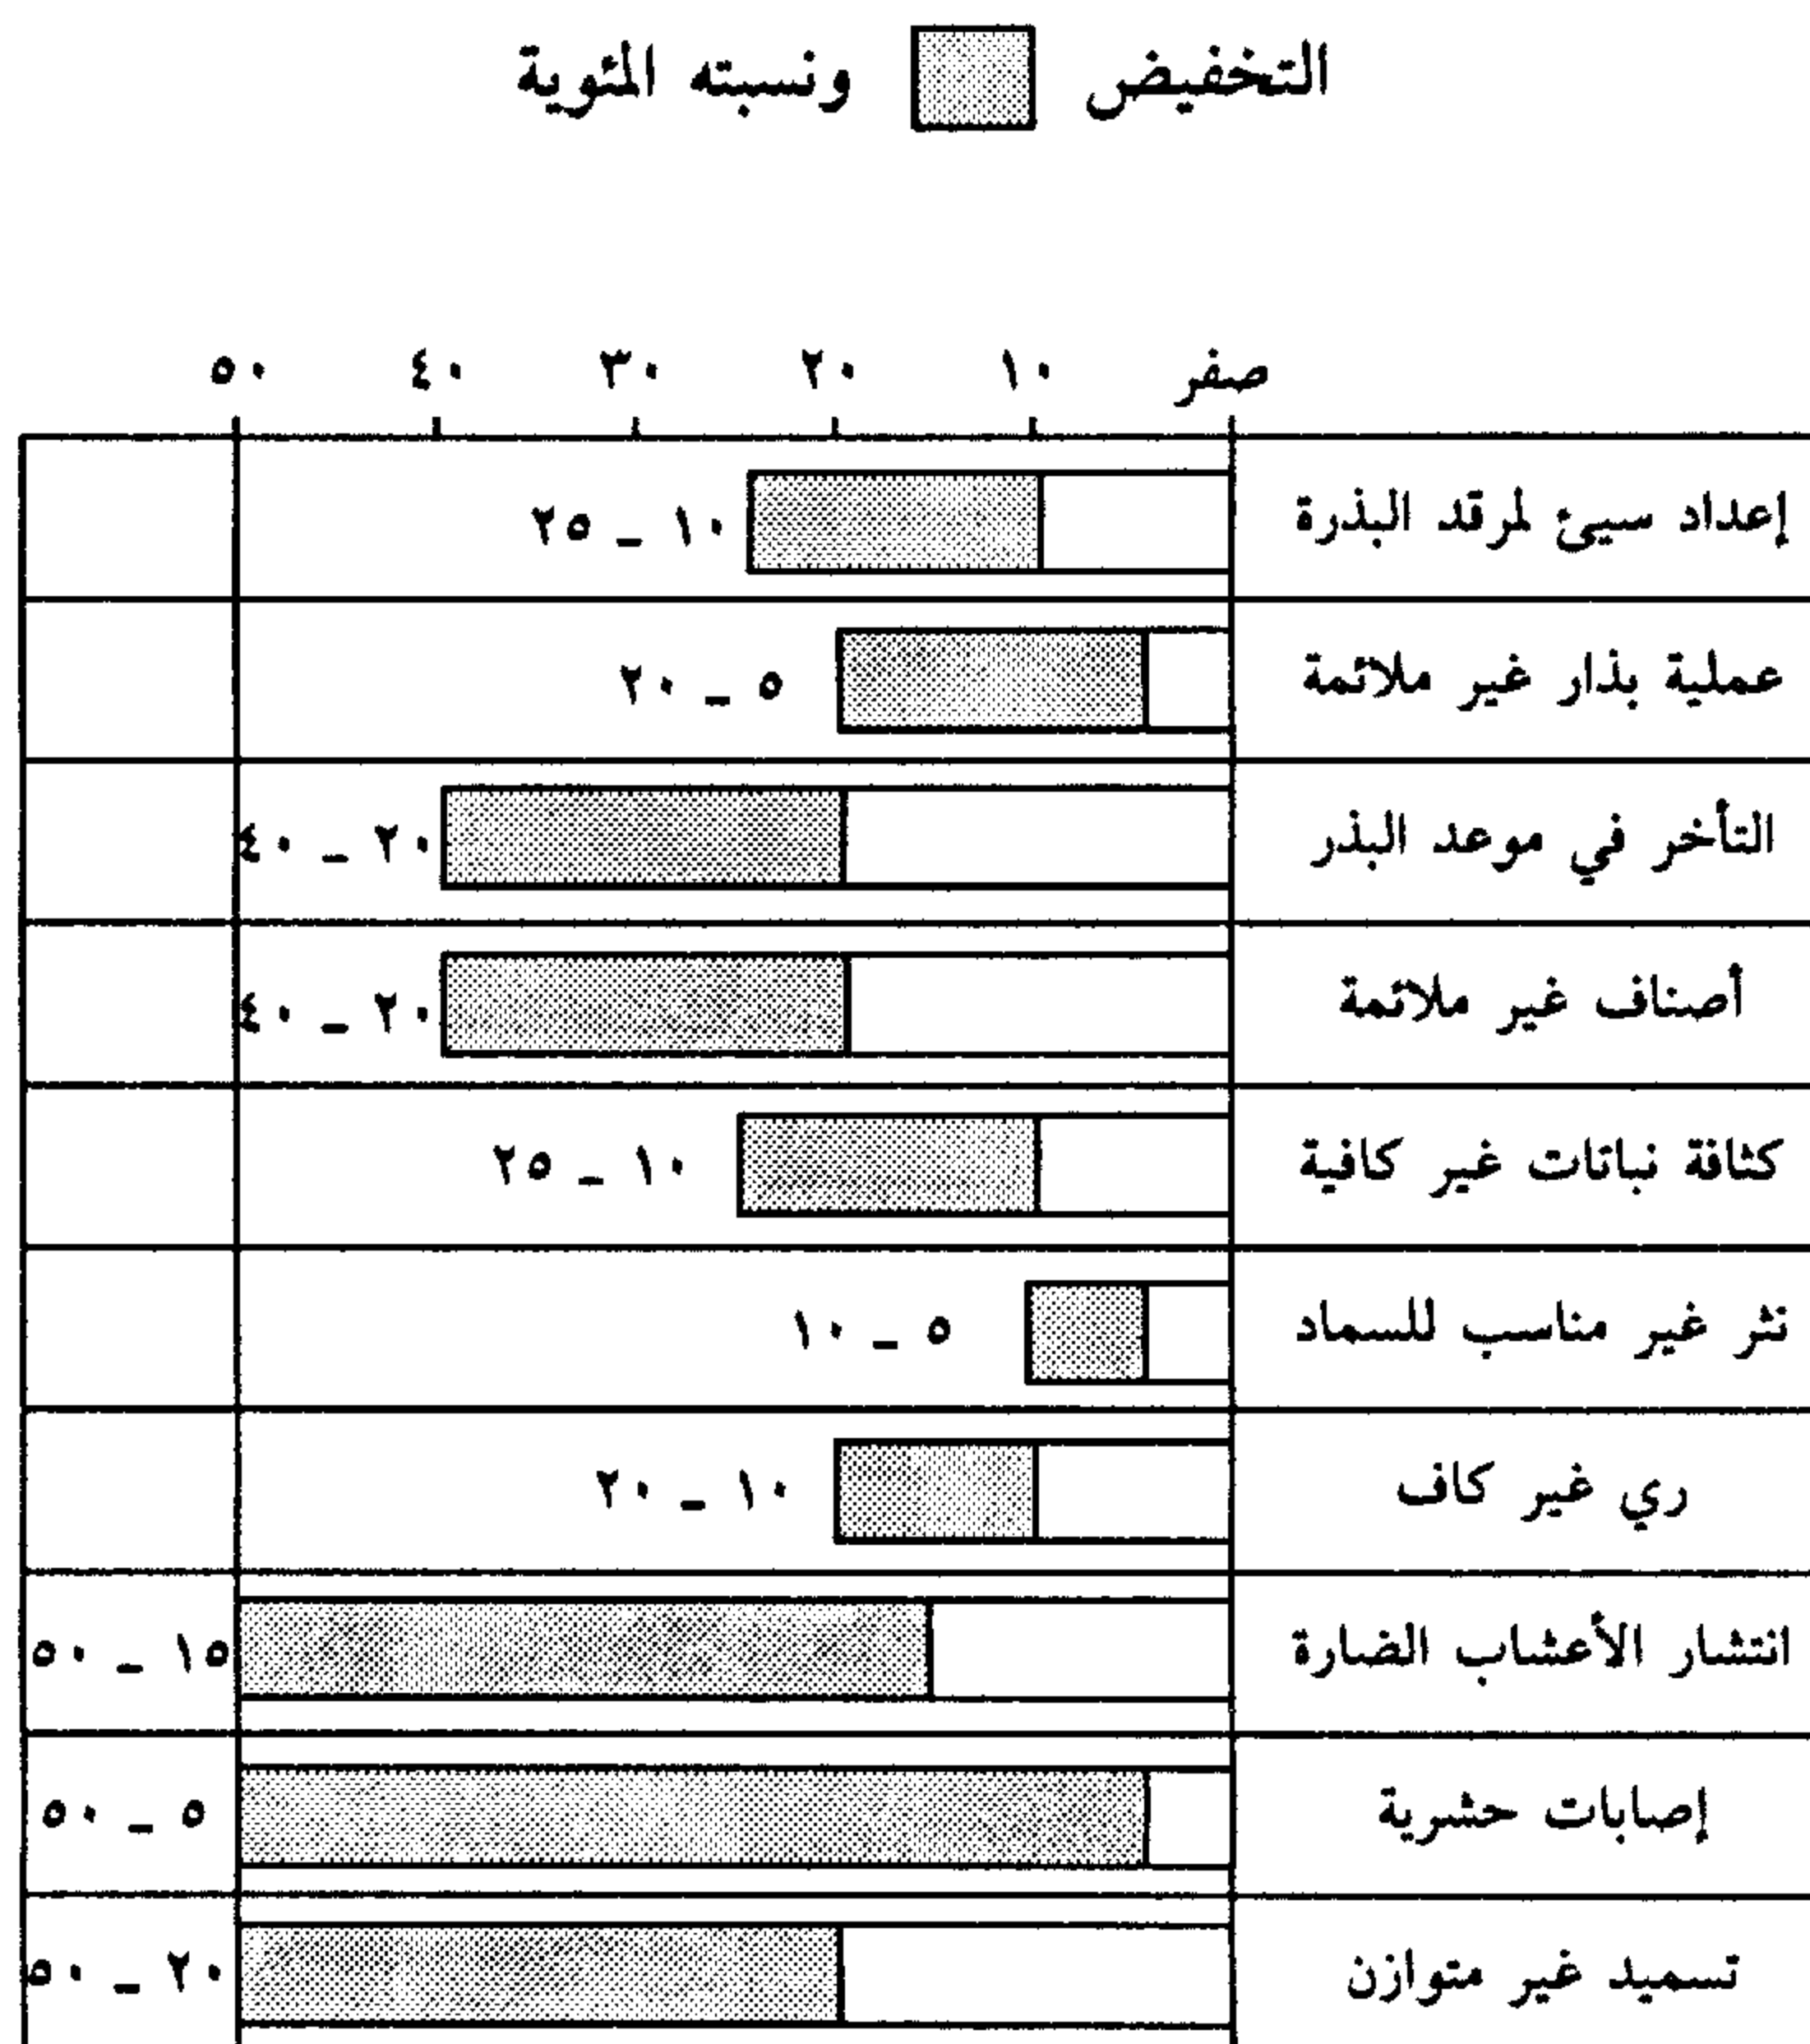 التخفيض ونسبته المئوية
صفر ١٠ ٢٠ ٣٠ ٤٠ ٥٠
إعداد سيئ لمرقد البذرة ١٠ - ٢٥
عملية بذار غير ملائمة ٥ - ٢٠
التأخر في موعد البذر ٢٠ - ٤٠
أصناف غير ملائمة ٢٠ - ٤٠
كثافة نباتات غير كافية ١٠ - ٢٥
نثر غير مناسب للسماد ٥ - ١٠
ري غير كاف ١٠ - ٢٠
انتشار الأعشاب الضارة ١٥ - ٥٠
إصابات حشرية ٥ - ٥٠
تسميد غير متوازن ٢٠ - ٥٠